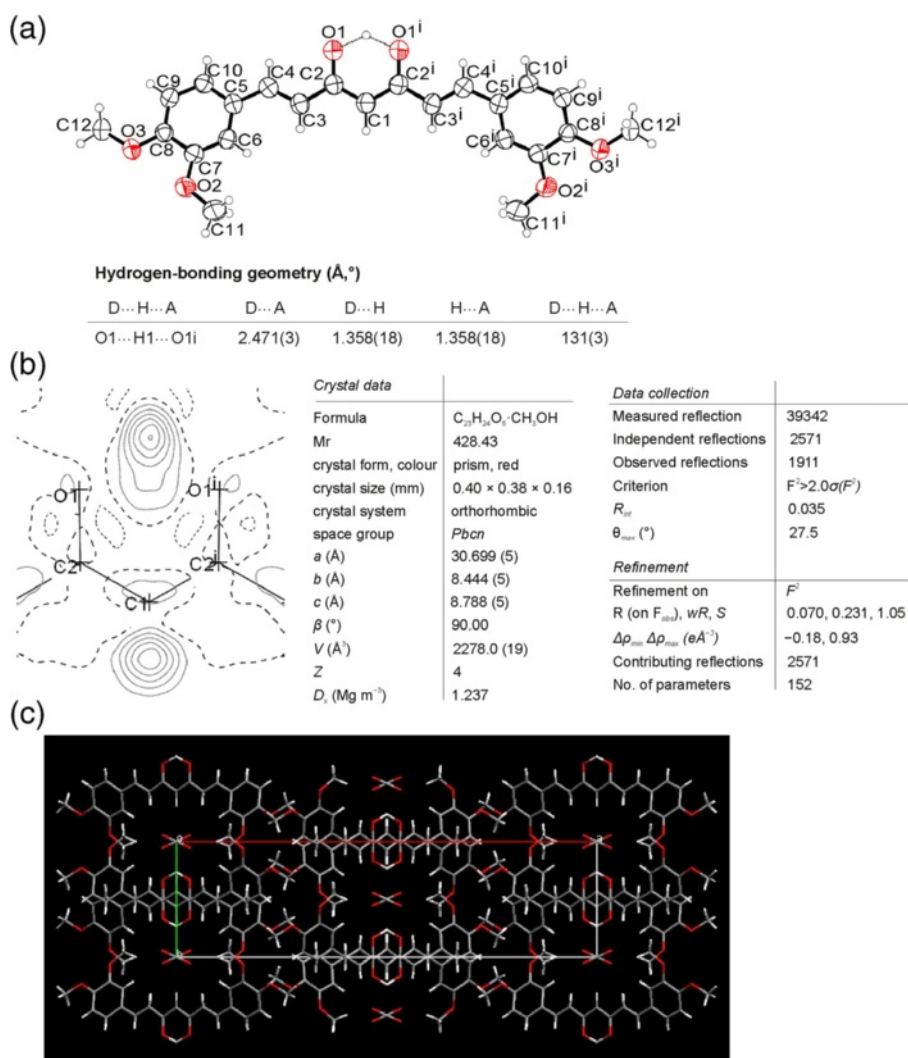 (a)
O1 O1i
C10 C4 C2 C2i C4i C10i
C9 C5 C5i C9i
C12 O3 C3 C1 C3i C8i C12i
C8 C6 C6i
C7 C7i O3i
O2 O2i
C11 C11i
Hydrogen-bonding geometry (Å,°)
D···H···A D···A D···H H···A D···H···A
O1···H1···O1i 2.471(3) 1.358(18) 1.358(18) 131(3)
(b)
O1 O1i
C2 C2i
C1
Crystal data
Formula C23H24O6·CH3OH
Mr 428.43
crystal form, colour prism, red
crystal size (mm) 0.40 × 0.38 × 0.16
crystal system orthorhombic
space group Pbcn
a (Å) 30.699 (5)
b (Å) 8.444 (5)
c (Å) 8.788 (5)
β (°) 90.00
V (Å3) 2278.0 (19)
Z 4
Dx (Mg m−3) 1.237
Data collection
Measured reflection 39342
Independent reflections 2571
Observed reflections 1911
Criterion F2>2.0σ(F2)
Rint 0.035
θmax (°) 27.5
Refinement
Refinement on F2
R (on Fobs), wR, S 0.070, 0.231, 1.05
Δρmin Δρmax (eÅ−3) −0.18, 0.93
Contributing reflections 2571
No. of parameters 152
(c)